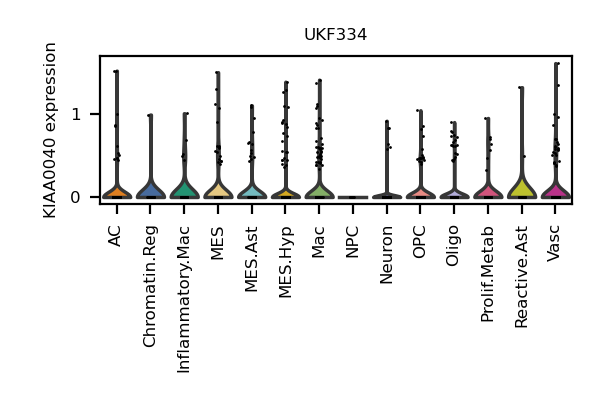 UKF334
KIAA0040 expression
1
0
AC
Chromatin.Reg
Inflammatory.Mac
MES
MES.Ast
MES.Hyp
Mac
NPC
Neuron
OPC
Oligo
Prolif.Metab
Reactive.Ast
Vasc